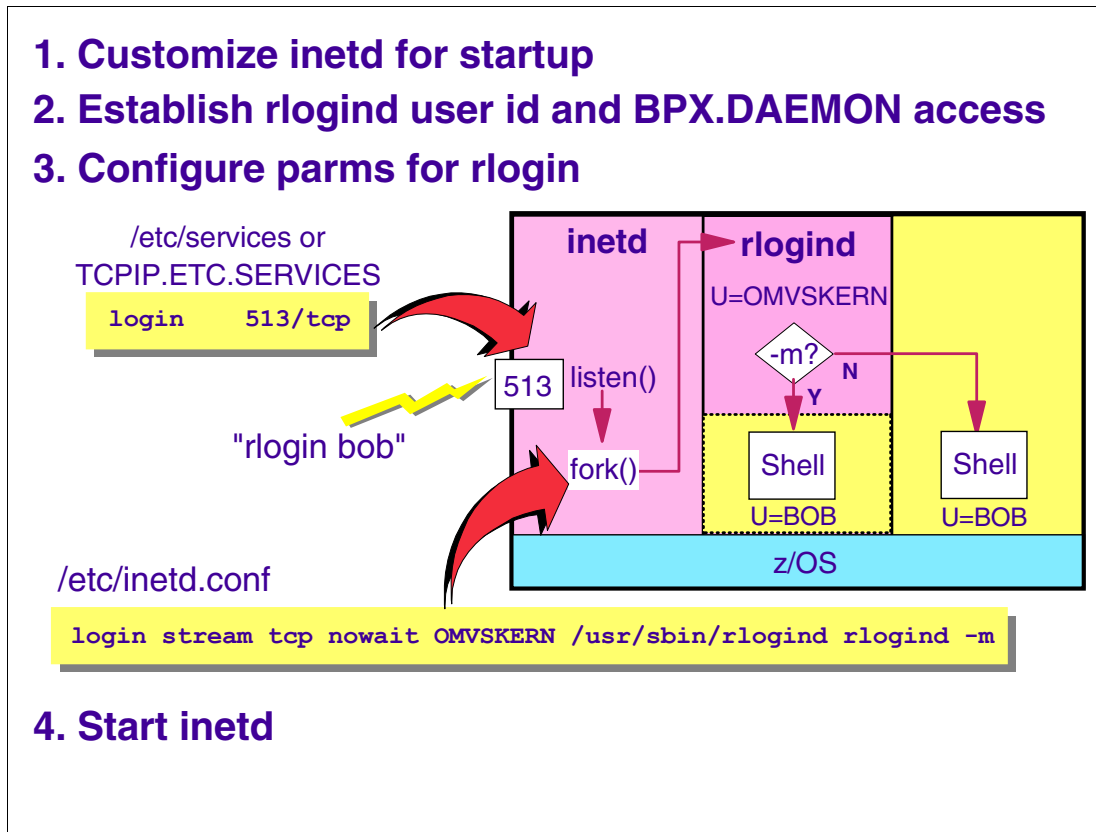 1. Customize inetd for startup
2. Establish rlogind user id and BPX.DAEMON access
3. Configure parms for rlogin
/etc/services or
TCPIP.ETC.SERVICES
login 513/tcp
"rlogin bob"
inetd
513
listen()
fork()
rlogind
U=OMVSKERN
-m?
N
Y
Shell
U=BOB
Shell
U=BOB
z/OS
/etc/inetd.conf
login stream tcp nowait OMVSKERN /usr/sbin/rlogind rlogind -m
4. Start inetd